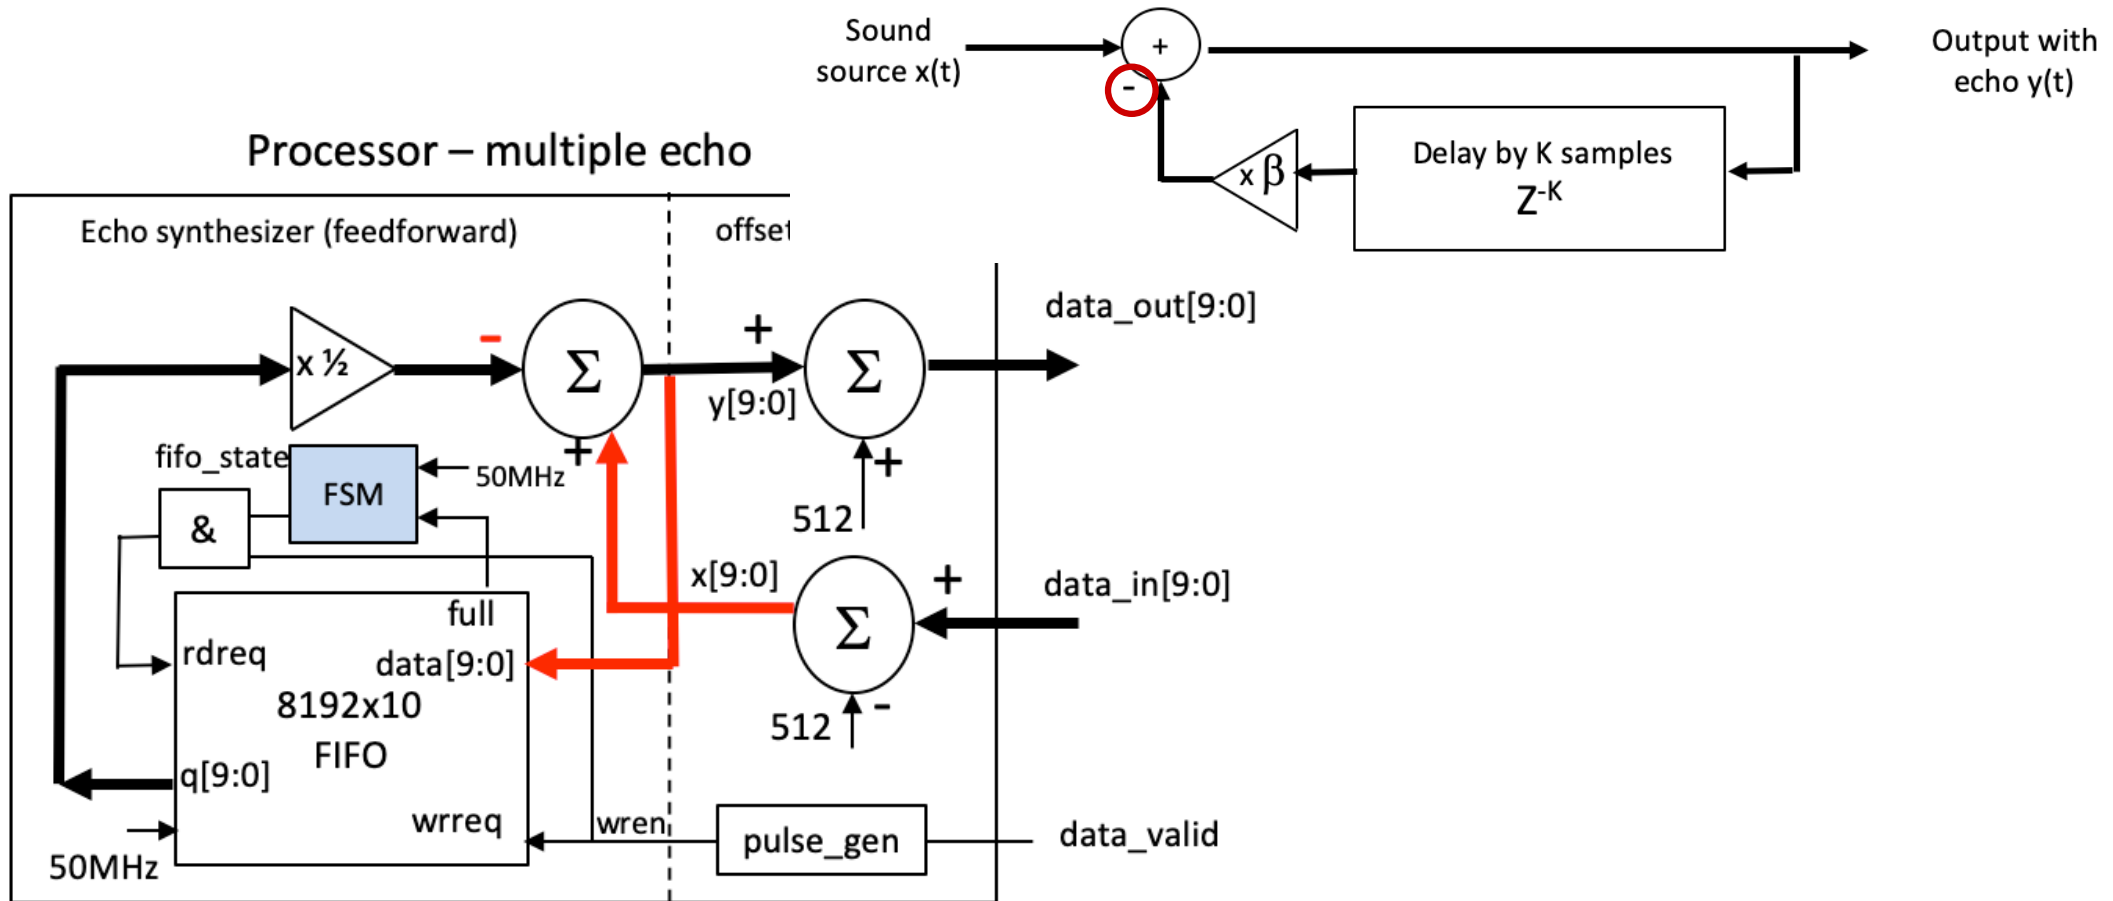 Sound
source x(t)
+
-
Output with
echo y(t)
x β
Delay by K samples
Z-K
Processor – multiple echo
Echo synthesizer (feedforward)
offset
x ½
-
Σ
+
+
y[9:0]
Σ
+
512
data_out[9:0]
fifo_state
FSM
50MHz
&
x[9:0]
Σ
+
data_in[9:0]
-
512
full
rdreq
data[9:0]
8192x10
FIFO
q[9:0]
wrreq
wren
pulse_gen
data_valid
50MHz